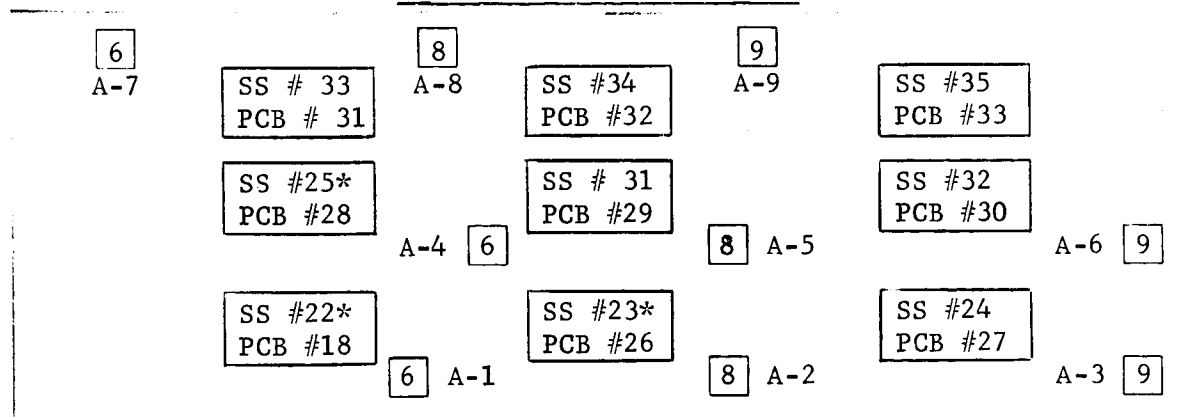 6 8 9
A-7 A-8 A-9
SS # 33 SS #34 SS #35
PCB # 31 PCB #32 PCB #33
SS #25* SS # 31 SS #32
PCB #28 PCB #29 PCB #30
A-4 6 8 A-5 A-6 9
SS #22* SS #23* SS #24
PCB #18 PCB #26 PCB #27
6 A-1 8 A-2 A-3 9